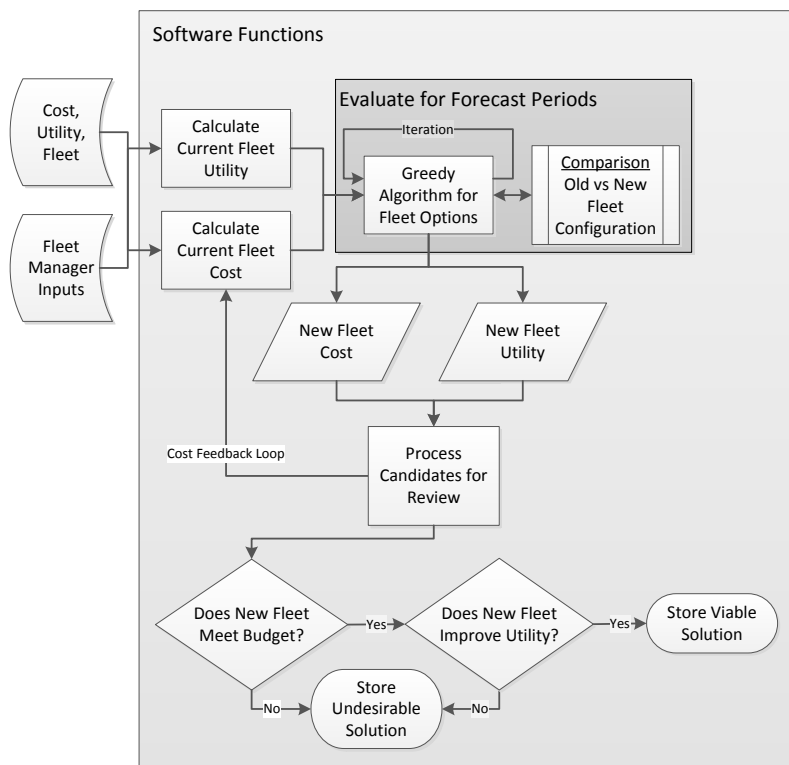 Software Functions
Cost,
Utility,
Fleet
Fleet
Manager
Inputs
Calculate
Current Fleet
Utility
Calculate
Current Fleet
Cost
Evaluate for Forecast Periods
Iteration
Greedy
Algorithm for
Fleet Options
Comparison
Old vs New
Fleet
Configuration
New Fleet
Cost
New Fleet
Utility
Cost Feedback Loop
Process
Candidates for
Review
Does New Fleet
Meet Budget?
Yes
Does New Fleet
Improve Utility?
Yes
Store Viable
Solution
No
Store
Undesirable
Solution
No